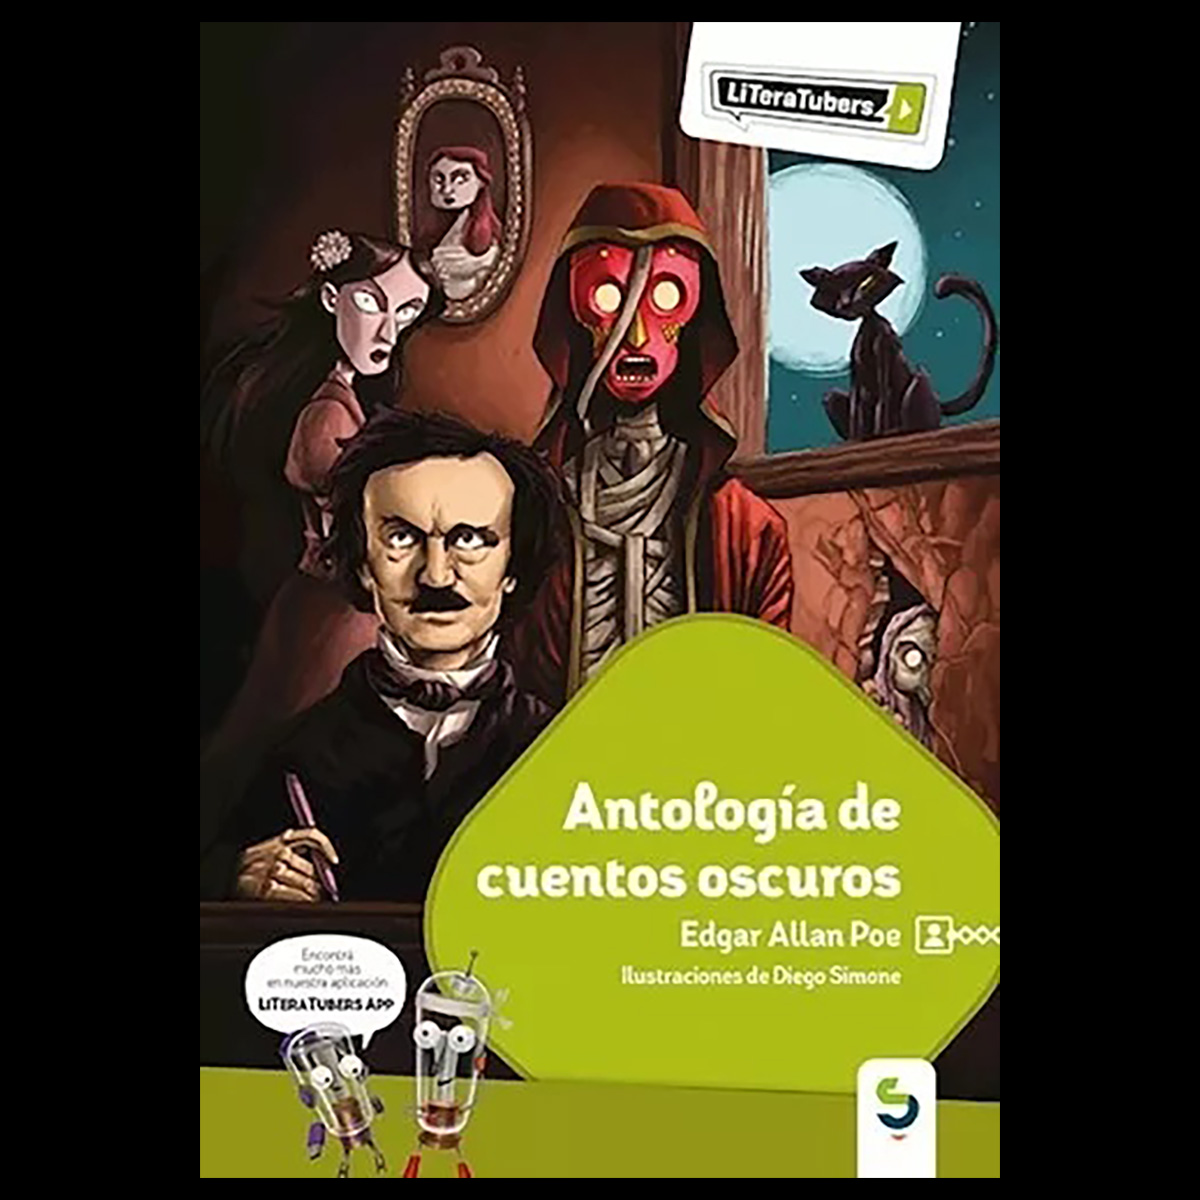 LiTeraTubers
Antología de
cuentos oscuros
Edgar Allan Poe
Ilustraciones de Diego Simone
Encontrá
mucho más
en nuestra aplicación
LITERATUBERS APP